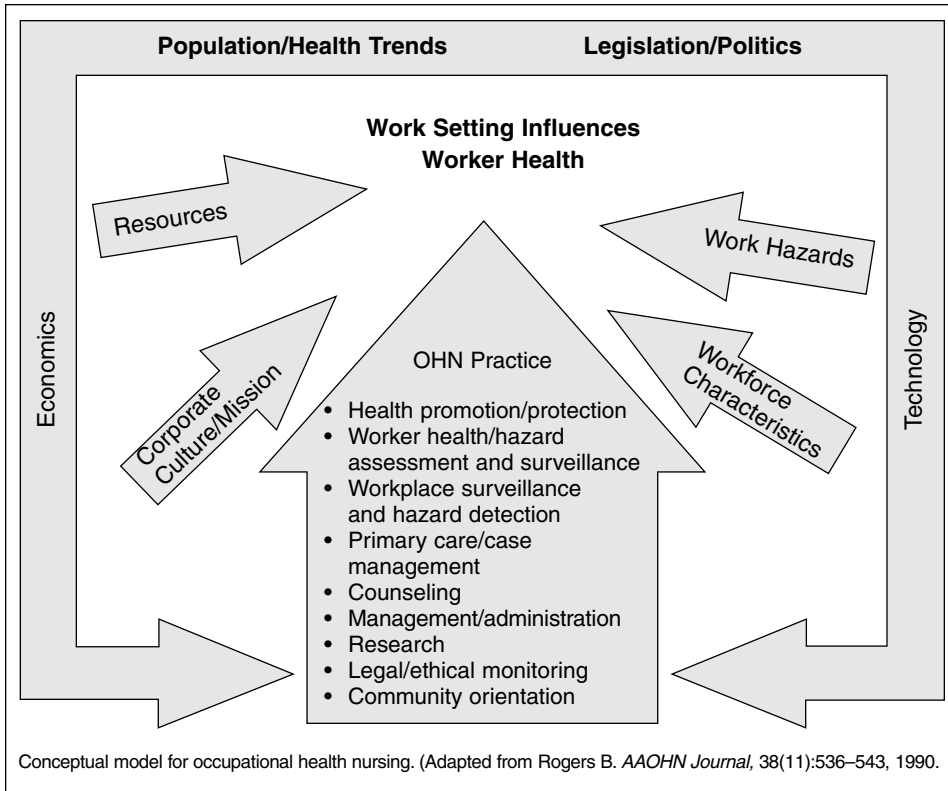 Population/Health Trends
Legislation/Politics
Work Setting Influences
Worker Health
Resources
Work Hazards
Economics
Technology
Corporate
Culture/Mission
Workforce
Characteristics
OHN Practice
• Health promotion/protection
• Worker health/hazard
assessment and surveillance
• Workplace surveillance
and hazard detection
• Primary care/case
management
• Counseling
• Management/administration
• Research
• Legal/ethical monitoring
• Community orientation
Conceptual model for occupational health nursing. (Adapted from Rogers B. AAOHN Journal, 38(11):536–543, 1990.